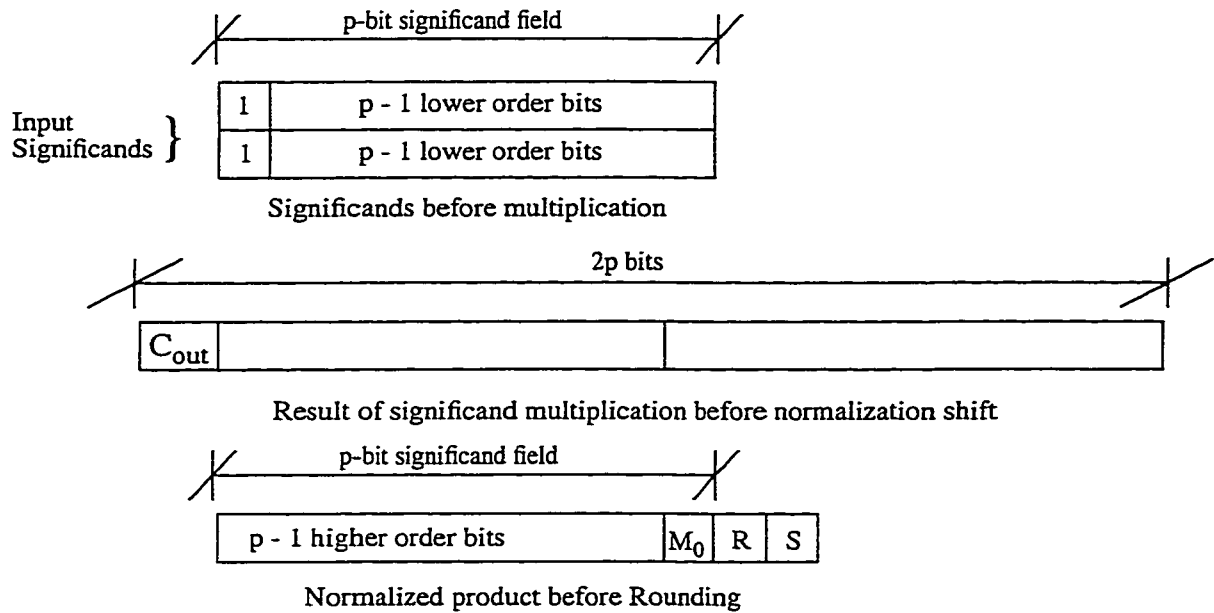 p-bit significand field
1 p - 1 lower order bits
Input Significands }
1 p - 1 lower order bits
Significands before multiplication
2p bits
Cout
Result of significand multiplication before normalization shift
p-bit significand field
p - 1 higher order bits M0 R S
Normalized product before Rounding